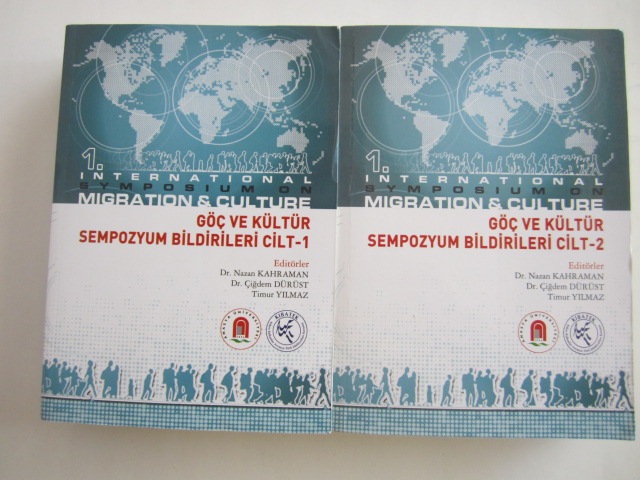 1.
INTERNATIONAL
SYMPOSIUM ON
MIGRATION & CULTURE
GÖÇ VE KÜLTÜR
SEMPOZYUM BİLDİRİLERİ CİLT-1
Editörler
Dr. Nazan KAHRAMAN
Dr. Çiğdem DÜRÜST
Timur YILMAZ
KIBATEK
1.
INTERNATIONAL
SYMPOSIUM ON
MIGRATION & CULTURE
GÖÇ VE KÜLTÜR
SEMPOZYUM BİLDİRİLERİ CİLT-2
Editörler
Dr. Nazan KAHRAMAN
Dr. Çiğdem DÜRÜST
Timur YILMAZ
KIBATEK